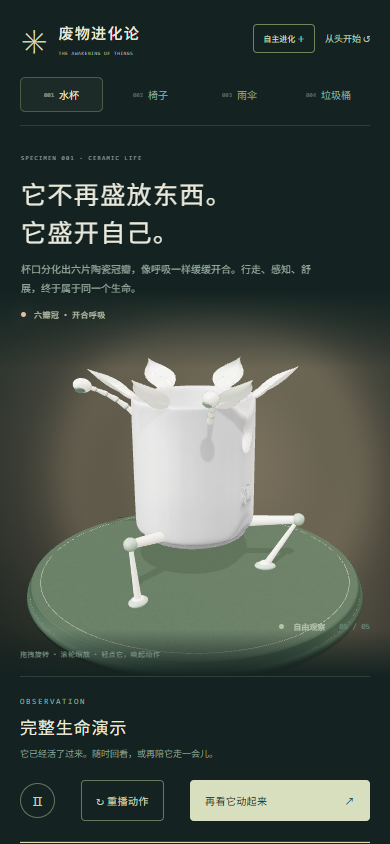 废物进化论
THE AWAKENING OF THINGS
自主进化 +
从头开始 ↺
001 水杯
002 椅子
003 雨伞
004 垃圾桶
SPECIMEN 001 · CERAMIC LIFE
它不再盛放东西。
它盛开自己。
杯口分化出六片陶瓷冠瓣，像呼吸一样缓缓开合。行走、感知、舒
展，终于属于同一个生命。
六瓣冠 · 开合呼吸
自由观察 05 / 05
拖拽旋转 · 滚轮缩放 · 轻点它，唤起动作
OBSERVATION
完整生命演示
它已经活了过来。随时回看，或再陪它走一会儿。
↻ 重播动作
再看它动起来 ↗